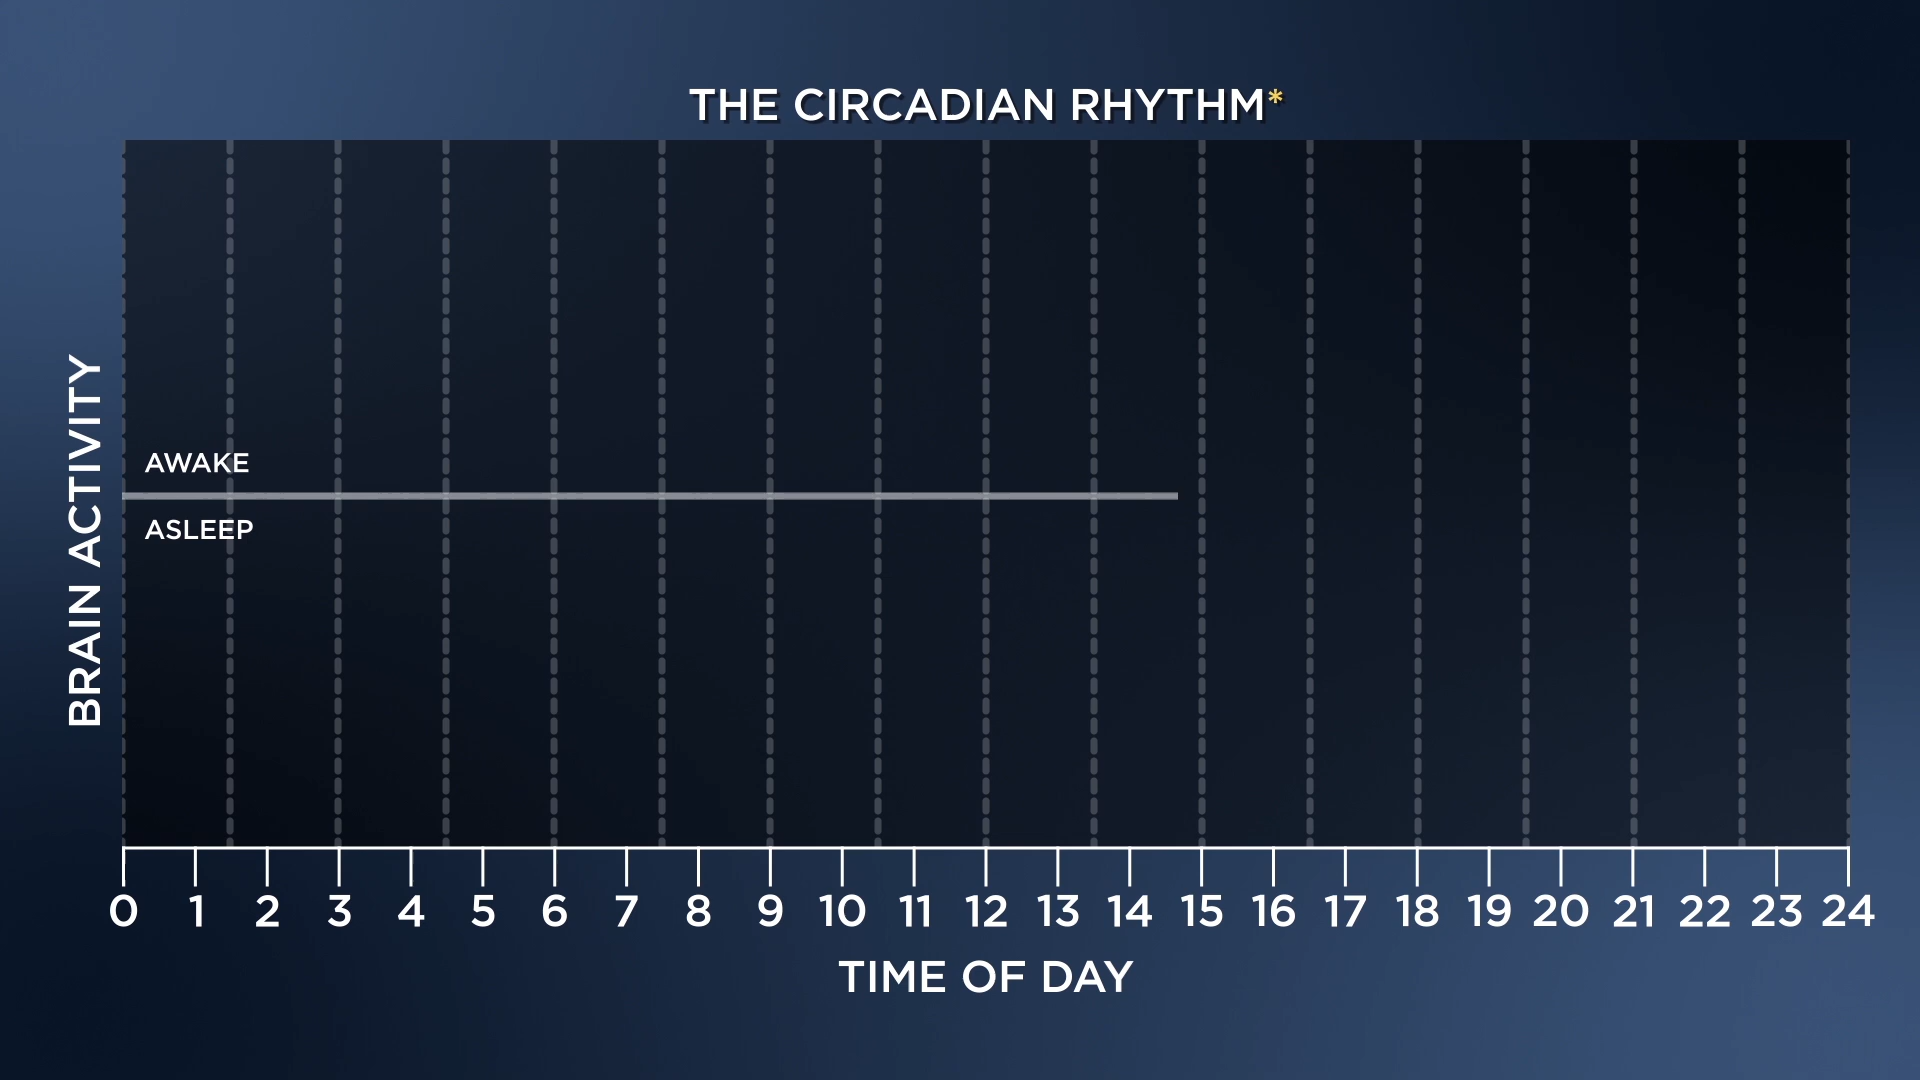 THE CIRCADIAN RHYTHM*
BRAIN ACTIVITY
AWAKE
ASLEEP
0 1 2 3 4 5 6 7 8 9 10 11 12 13 14 15 16 17 18 19 20 21 22 23 24
TIME OF DAY